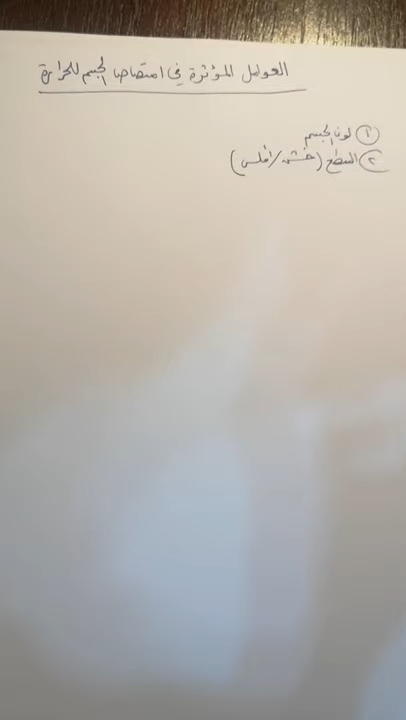 العوامل المؤثرة في امتصاص الجسم للحرارة
① لون الجسم
② السطح (خشن/أملس)